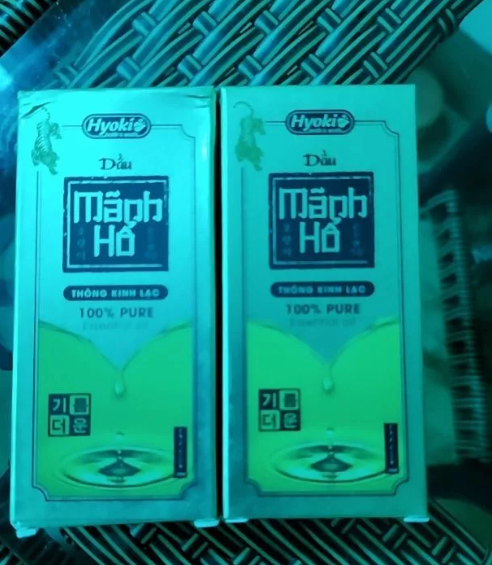 Hyoki
Dầu
Mãnh
Hổ
THÔNG KINH LẠC
100% PURE
기름
더운
Hyoki
Dầu
Mãnh
Hổ
THÔNG KINH LẠC
100% PURE
기름
더운